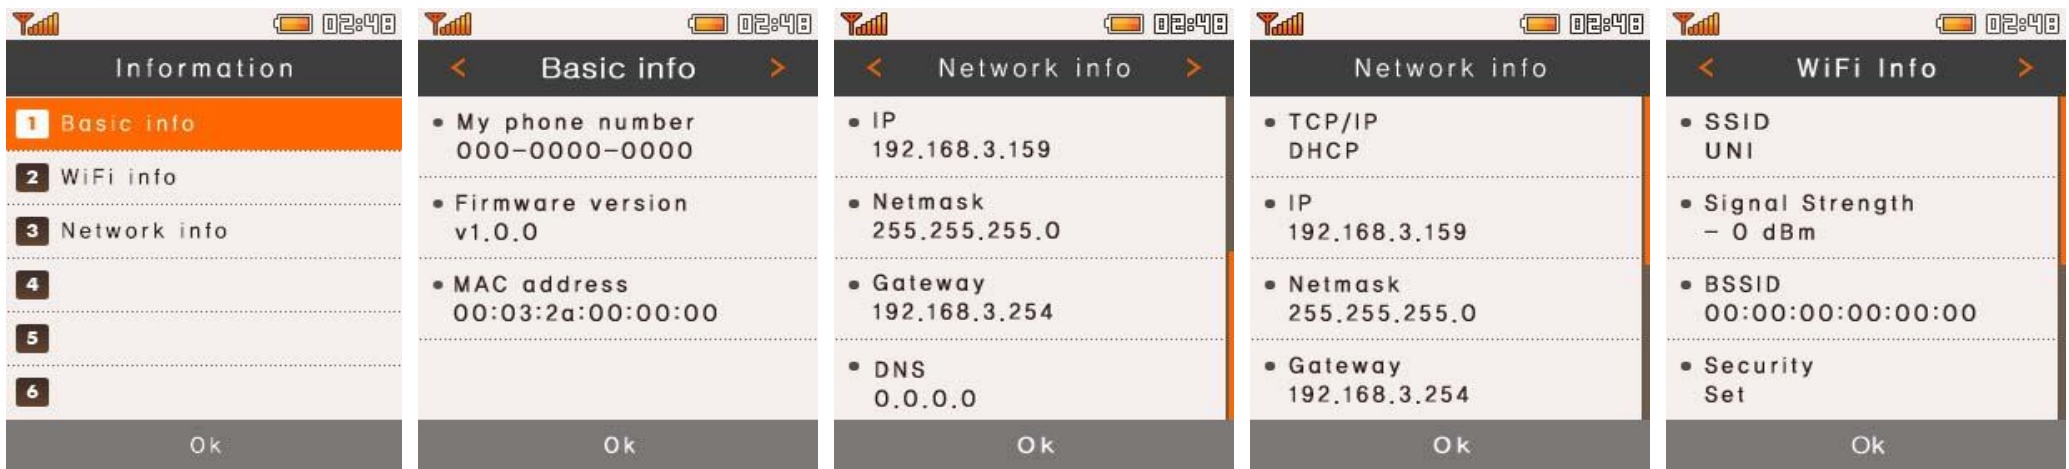 02:48
Information
1 Basic info
2 WiFi info
3 Network info
4
5
6
Ok
02:48
< Basic info >
• My phone number
000-0000-0000
• Firmware version
v1.0.0
• MAC address
00:03:2a:00:00:00
Ok
02:48
< Network info >
• IP
192.168.3.159
• Netmask
255.255.255.0
• Gateway
192.168.3.254
• DNS
0.0.0.0
Ok
02:48
Network info
• TCP/IP
DHCP
• IP
192.168.3.159
• Netmask
255.255.255.0
• Gateway
192.168.3.254
Ok
02:48
< WiFi Info >
• SSID
UNI
• Signal Strength
- 0 dBm
• BSSID
00:00:00:00:00:00
• Security
Set
Ok